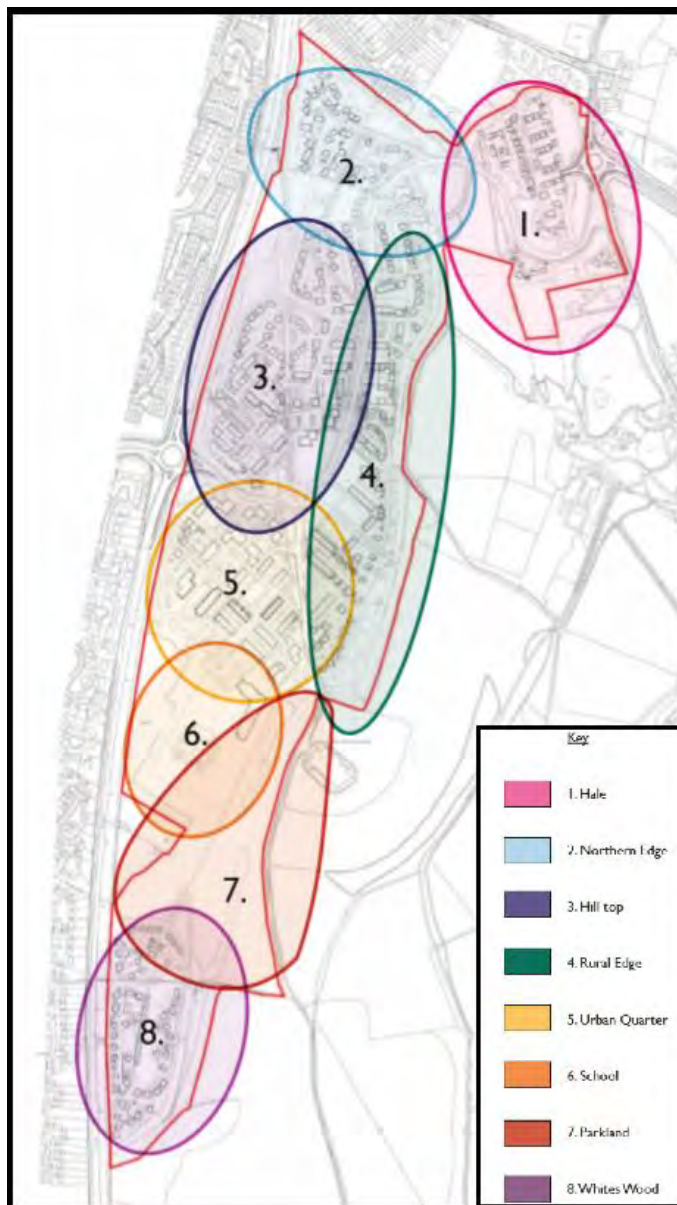 2.
1.
3.
4.
5.
6.
7.
8.
Key
1. Hale
2. Northern Edge
3. Hill top
4. Rural Edge
5. Urban Quarter
6. School
7. Parkland
8. Whites Wood